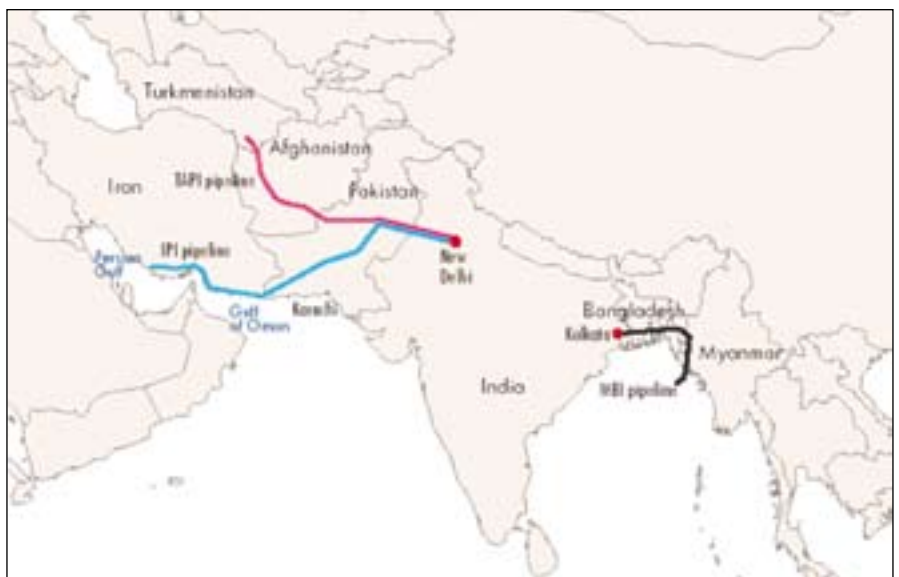 Turkmenistan
Afghanistan
Iran
TAPI pipeline
Pakistan
IPI pipeline
Persian
Gulf
New
Delhi
Gulf
of Oman
Karachi
Bangladesh
Kolkata
Myanmar
India
MBI pipeline